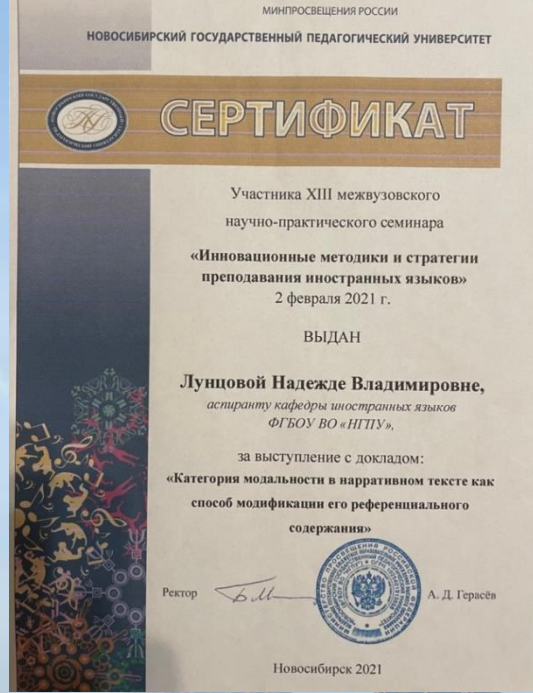 МИНПРОСВЕЩЕНИЯ РОССИИ
НОВОСИБИРСКИЙ ГОСУДАРСТВЕННЫЙ ПЕДАГОГИЧЕСКИЙ УНИВЕРСИТЕТ
СЕРТИФИКАТ
Участника XIII межвузовского
научно-практического семинара
«Инновационные методики и стратегии
преподавания иностранных языков»
2 февраля 2021 г.
ВЫДАН
Лунцовой Надежде Владимировне,
аспиранту кафедры иностранных языков
ФГБОУ ВО «НГПУ»,
за выступление с докладом:
«Категория модальности в нарративном тексте как
способ модификации его референциального
содержания»
Ректор А. Д. Герасёв
Новосибирск 2021